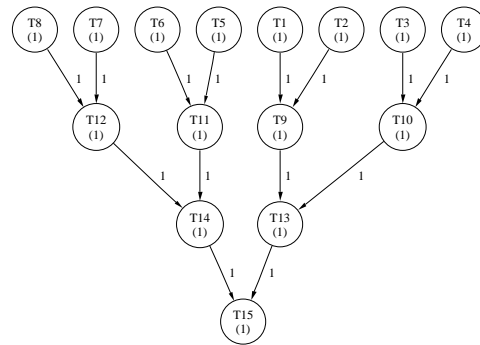 T8 T7 T6 T5 T1 T2 T3 T4
(1) (1) (1) (1) (1) (1) (1) (1)
1 1 1 1 1 1 1 1
T12 T11 T9 T10
(1) (1) (1) (1)
1 1 1 1
T14 T13
(1) (1)
1 1
T15
(1)